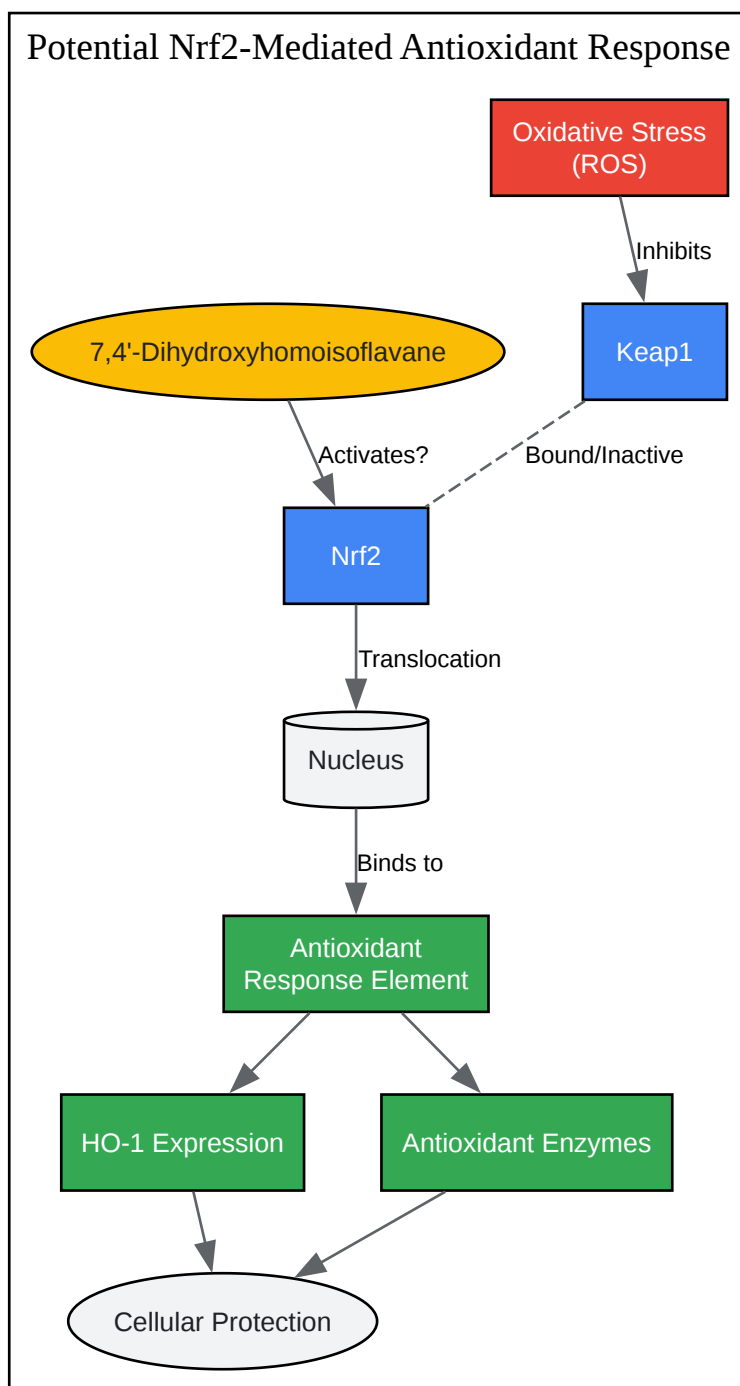 Potential Nrf2-Mediated Antioxidant Response
Oxidative Stress
(ROS)
Inhibits
7,4'-Dihydroxyhomoisoflavane
Keap1
Activates?
Bound/Inactive
Nrf2
Translocation
Nucleus
Binds to
Antioxidant
Response Element
HO-1 Expression
Antioxidant Enzymes
Cellular Protection